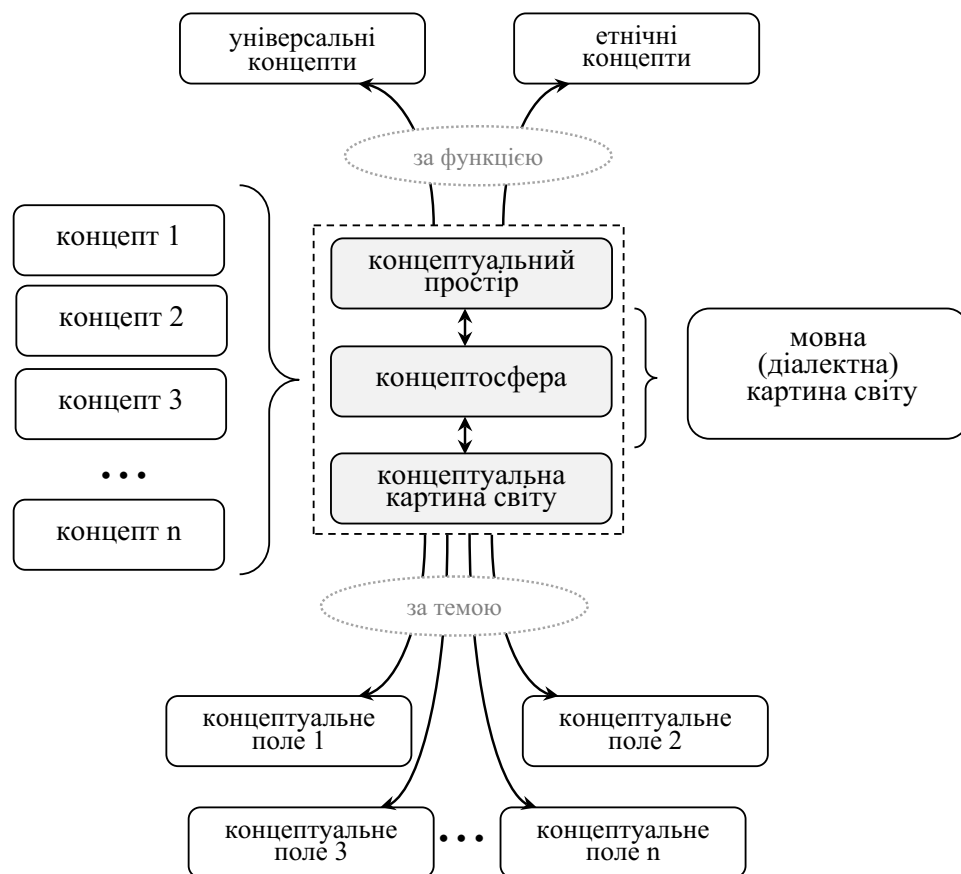 універсальні
концепти
етнічні
концепти
за функцією
концепт 1
концепт 2
концепт 3
...
концепт n
концептуальний
простір
концептосфера
концептуальна
картина світу
мовна
(діалектна)
картина світу
за темою
концептуальне
поле 1
концептуальне
поле 2
концептуальне
поле 3
...
концептуальне
поле n